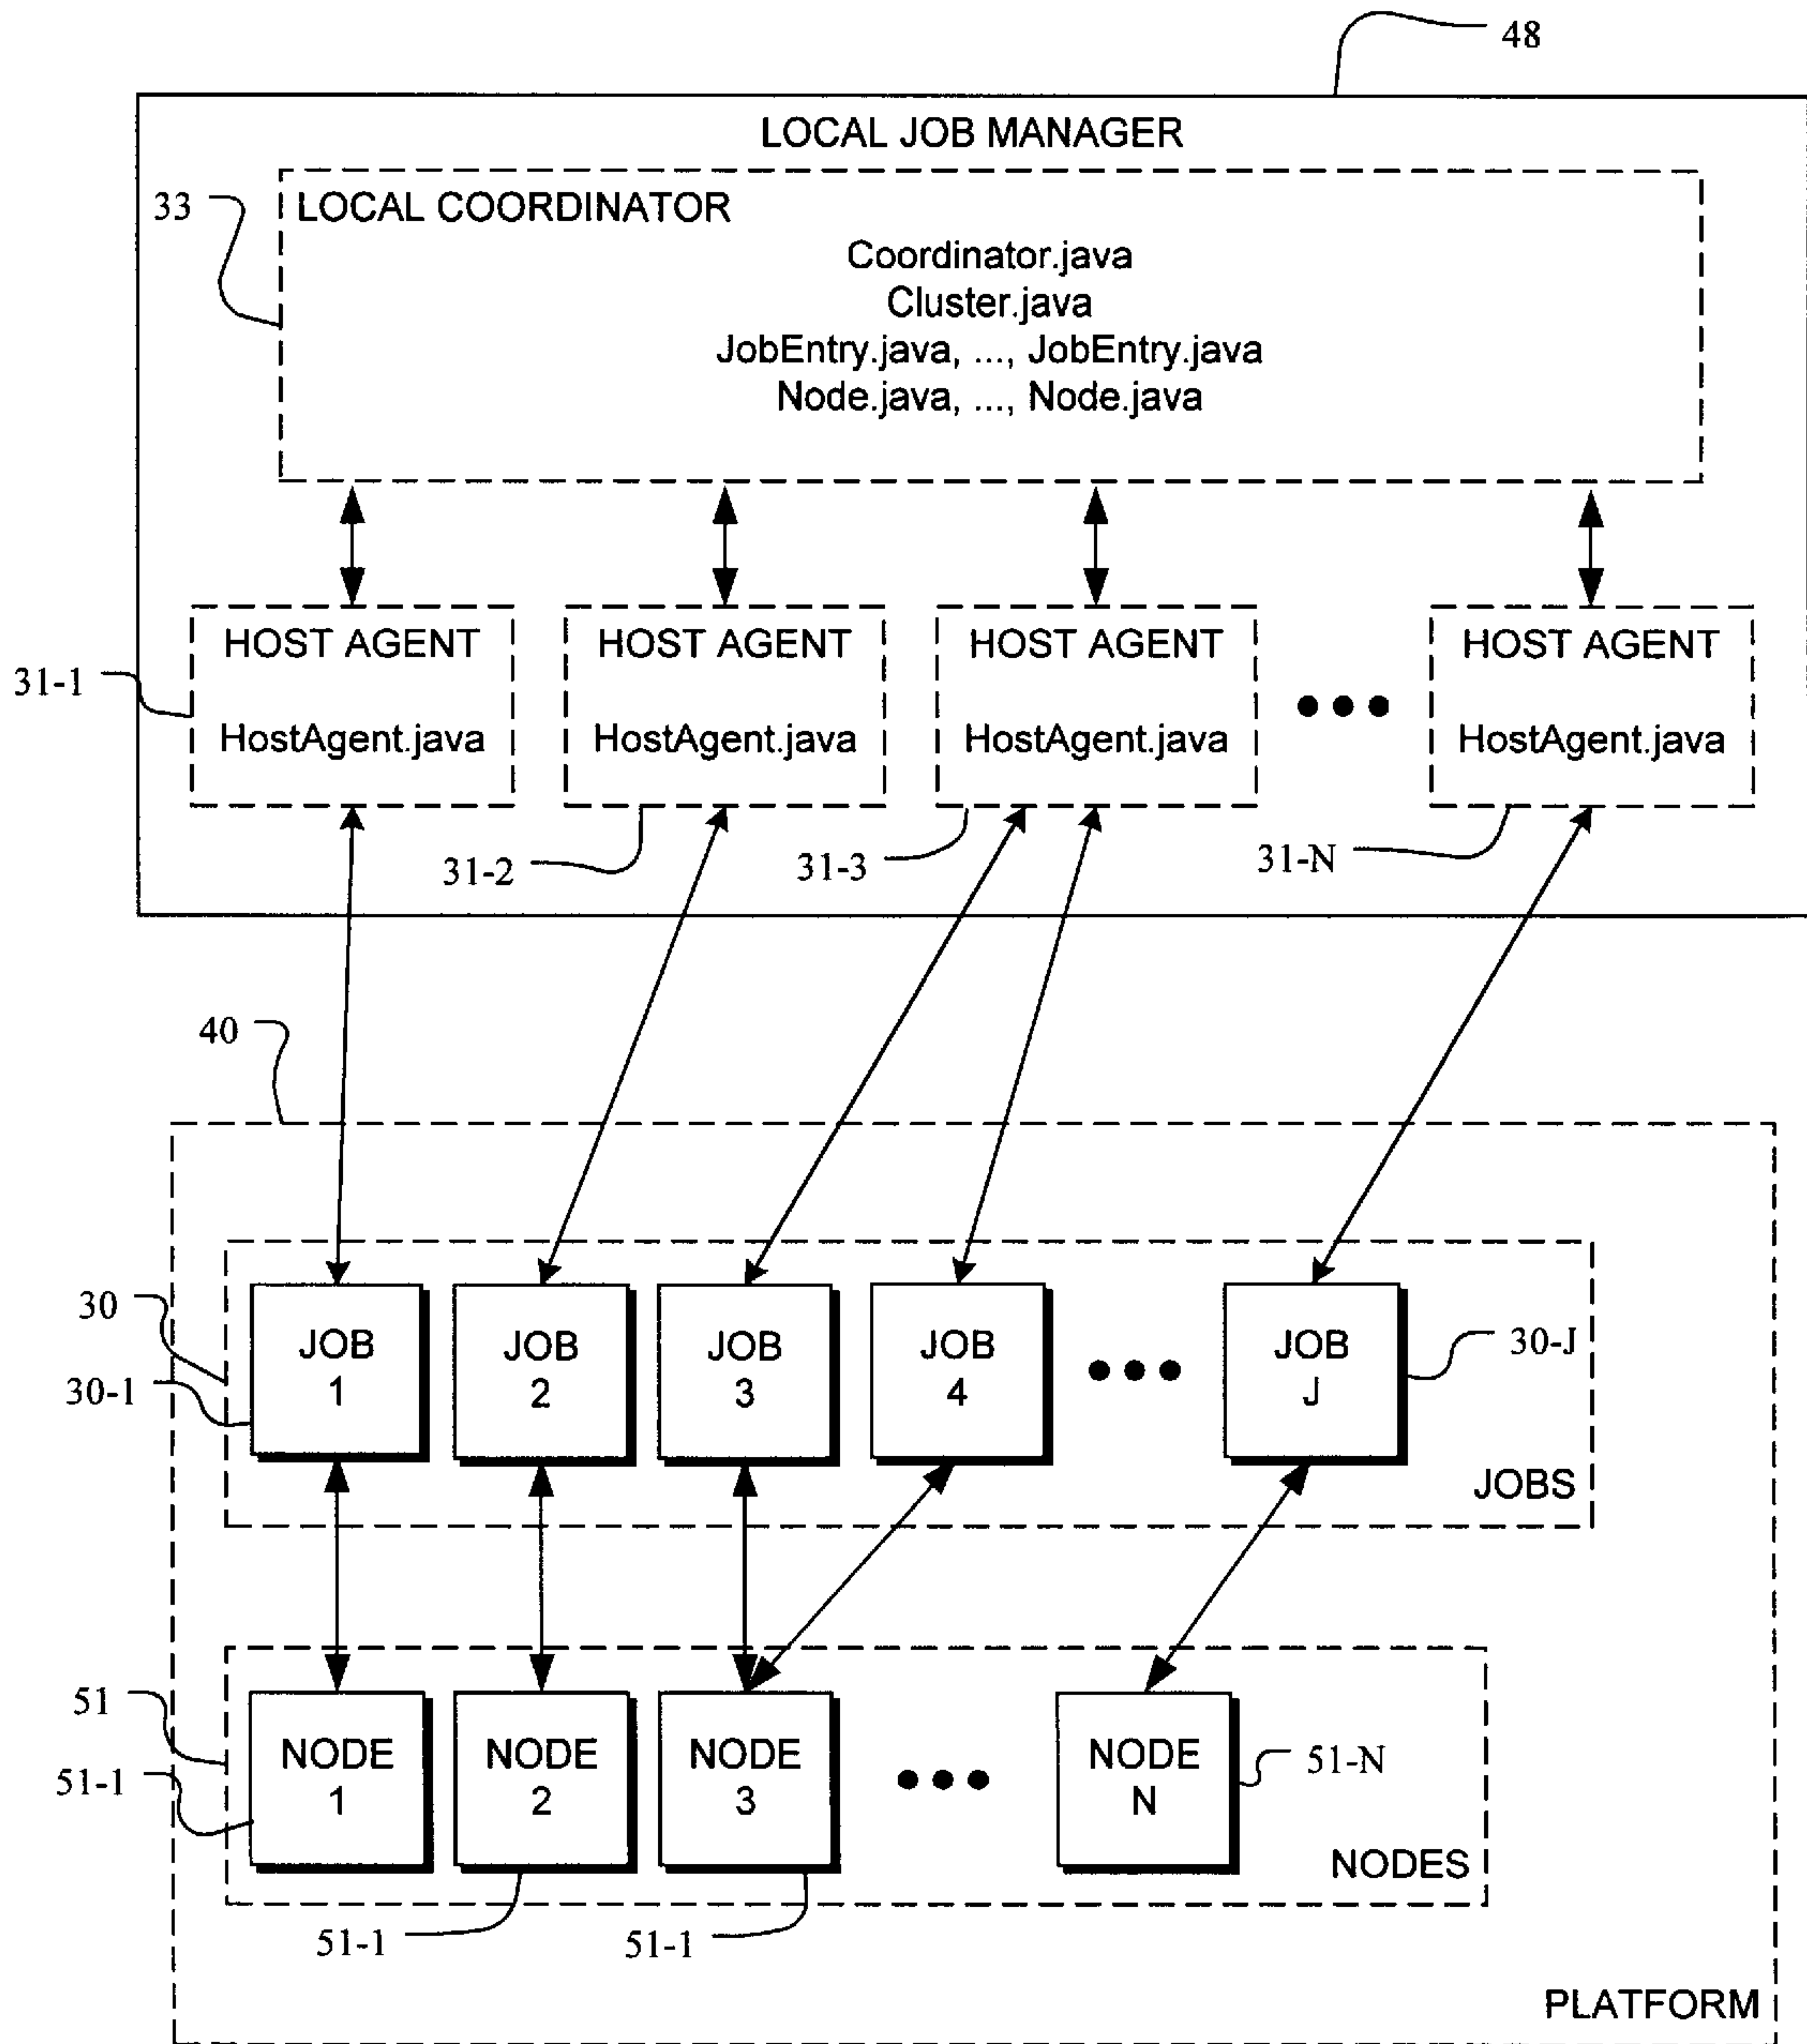 48
LOCAL JOB MANAGER
33
LOCAL COORDINATOR
Coordinator.java
Cluster.java
JobEntry.java, ..., JobEntry.java
Node.java, ..., Node.java
HOST AGENT
HOST AGENT
HOST AGENT
HOST AGENT
31-1
HostAgent.java
HostAgent.java
HostAgent.java
HostAgent.java
31-2
31-3
31-N
40
30
30-1
JOB
1
JOB
2
JOB
3
JOB
4
JOB
J
30-J
JOBS
51
51-1
NODE
1
NODE
2
NODE
3
NODE
N
51-N
NODES
51-1
51-1
PLATFORM